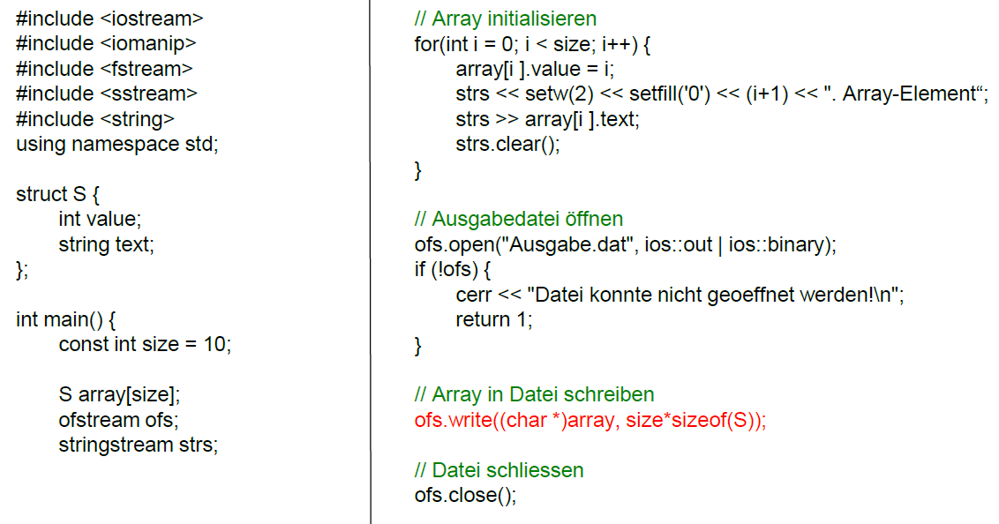 #include <iostream>
#include <iomanip>
#include <fstream>
#include <sstream>
#include <string>
using namespace std;

struct S {
	int value;
	string text;
};

int main() {
	const int size = 10;

	S array[size];
	ofstream ofs;
	stringstream strs;

// Array initialisieren
for(int i = 0; i < size; i++) {
	array[i ].value = i;
	strs << setw(2) << setfill('0') << (i+1) << ". Array-Element“;
	strs >> array[i ].text;
	strs.clear();
}

// Ausgabedatei öffnen
ofs.open("Ausgabe.dat", ios::out | ios::binary);
if (!ofs) {
	cerr << "Datei konnte nicht geoeffnet werden!\n";
	return 1;
}

// Array in Datei schreiben
ofs.write((char *)array, size*sizeof(S));

// Datei schliessen
ofs.close();